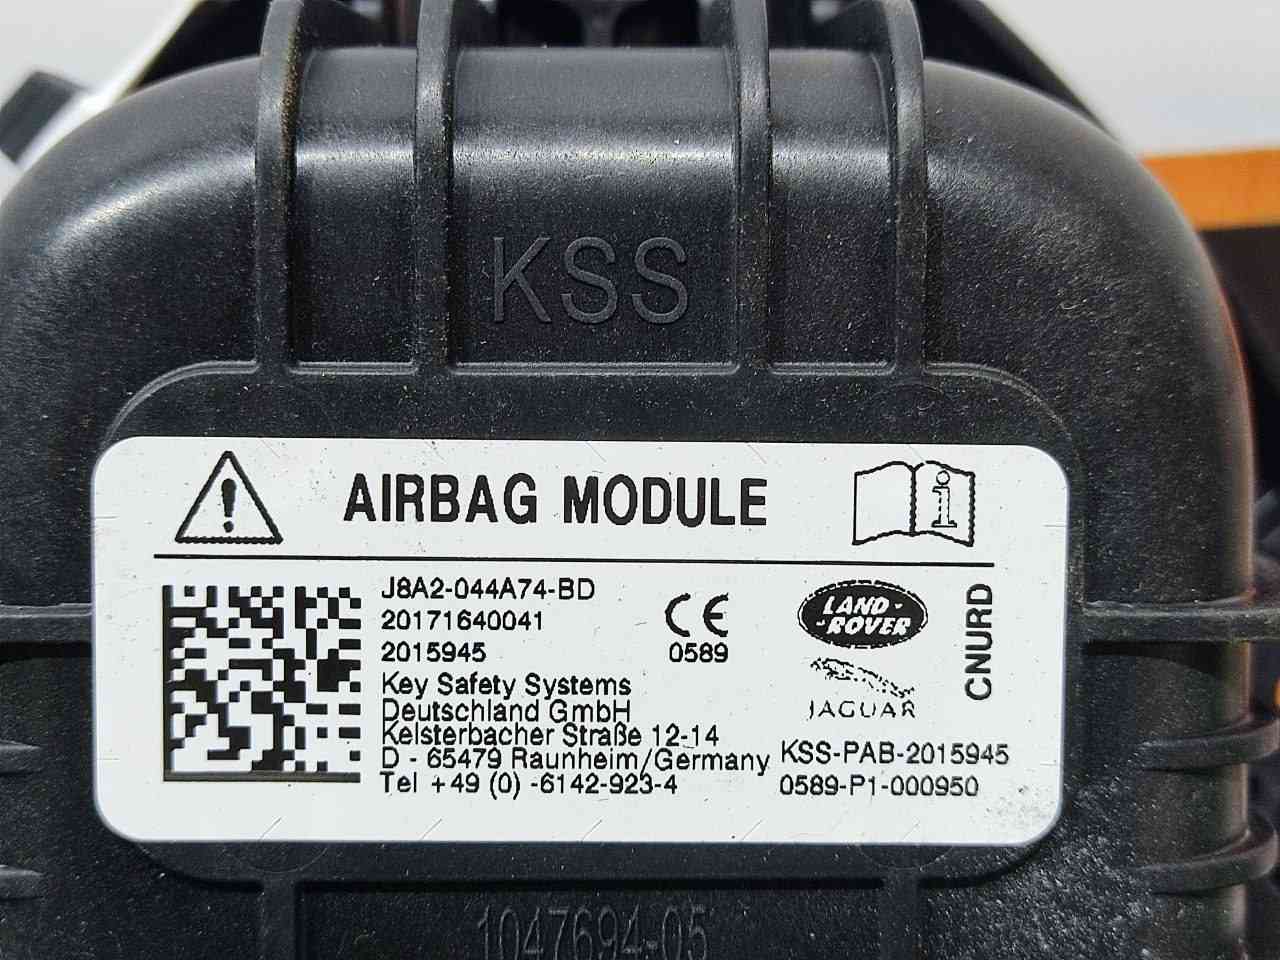 KSS
AIRBAG MODULE
J8A2-044A74-BD
20171640041
2015945
CE
0589
LAND-
-ROVER
JAGUAR
CNURD
Key Safety Systems
Deutschland GmbH
Kelsterbacher Straße 12-14
D - 65479 Raunheim/Germany
Tel +49 (0) -6142-923-4
KSS-PAB-2015945
0589-P1-000950
1047694-05